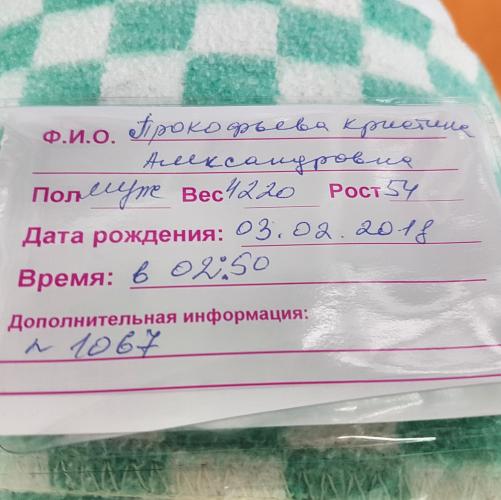 Ф.И.О. Прокофьева Кристина
Александровна
Пол муж Вес 4220 Рост 54
Дата рождения: 03.02.2018
Время: в 02:50
Дополнительная информация:
№ 1067